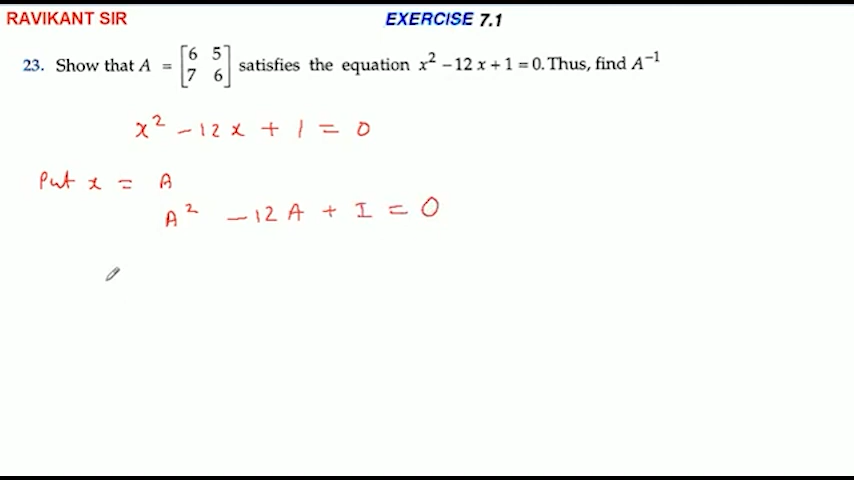 RAVIKANT SIR
EXERCISE 7.1
23. Show that A = [6 5; 7 6] satisfies the equation x² − 12x + 1 = 0. Thus, find A⁻¹
x² − 12x + 1 = 0
Put x = A
A² − 12A + I = 0